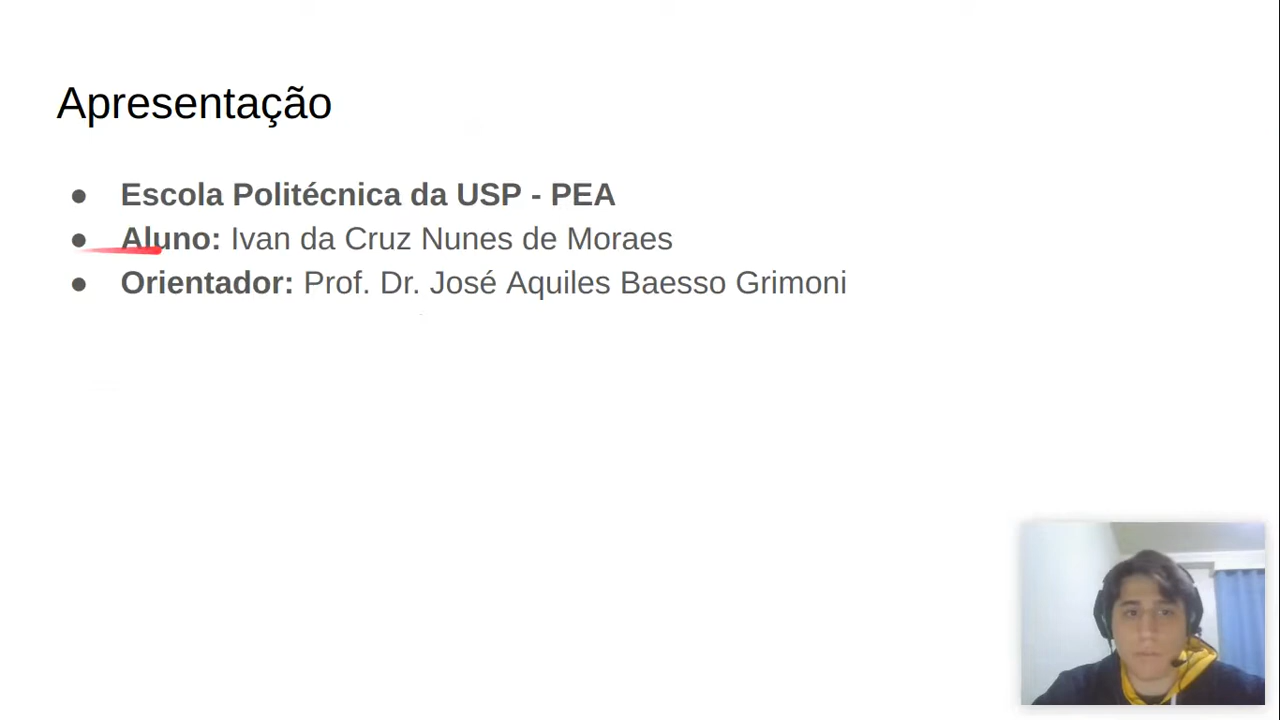 Apresentação
● Escola Politécnica da USP - PEA
● Aluno: Ivan da Cruz Nunes de Moraes
● Orientador: Prof. Dr. José Aquiles Baesso Grimoni